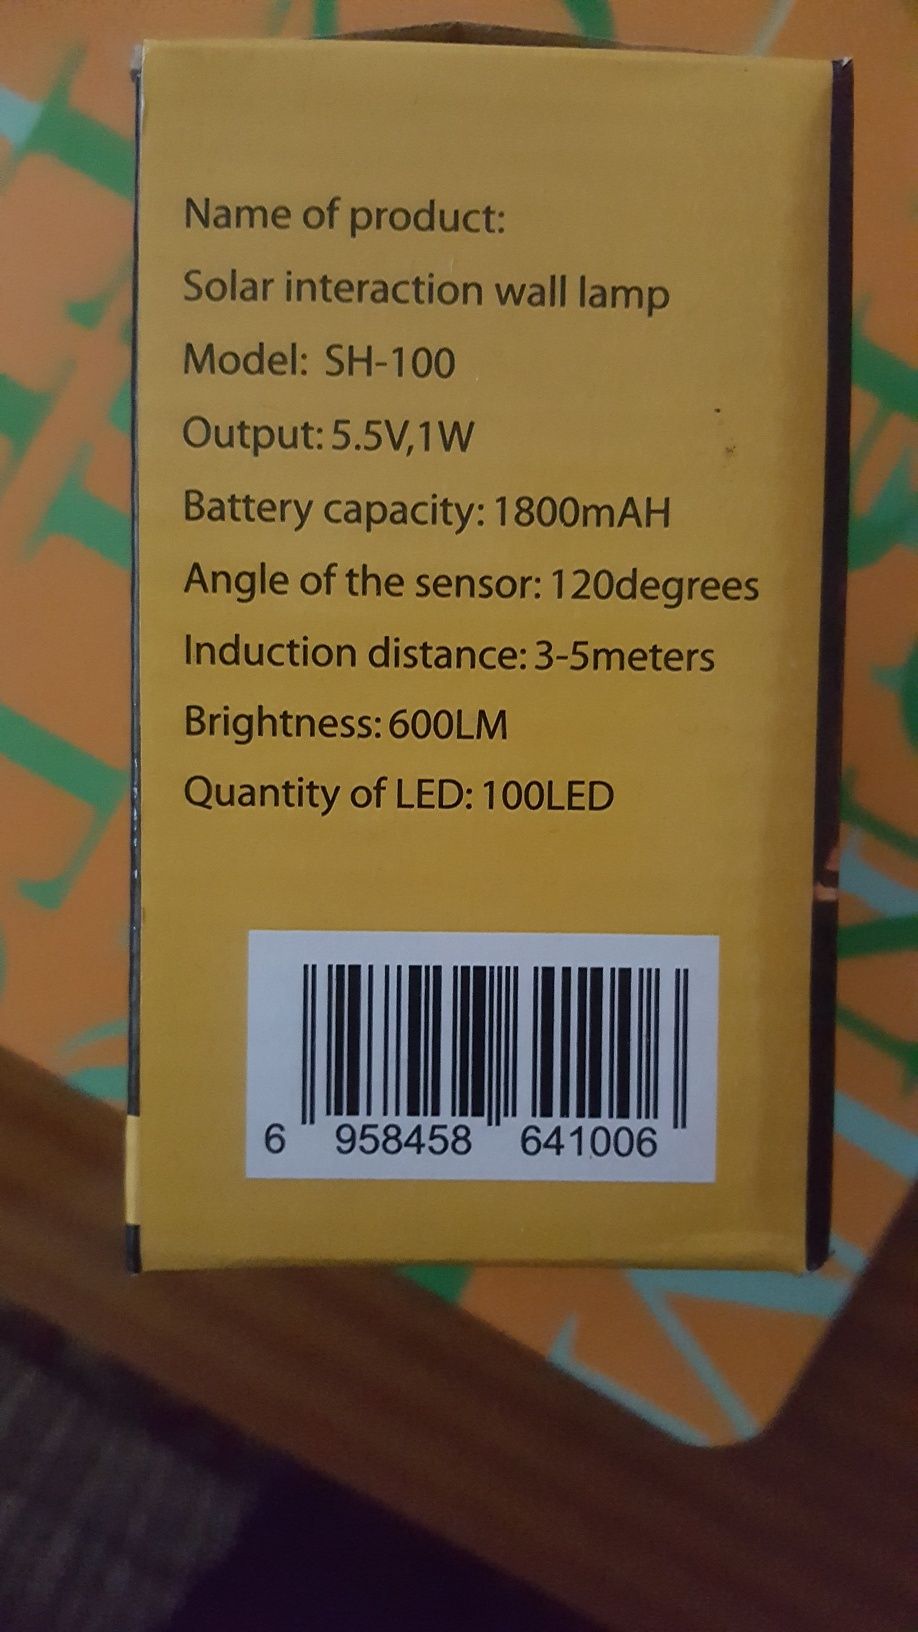 Name of product:
Solar interaction wall lamp
Model: SH-100
Output: 5.5V,1W
Battery capacity: 1800mAH
Angle of the sensor: 120degrees
Induction distance: 3-5meters
Brightness: 600LM
Quantity of LED: 100LED
6 958458 641006